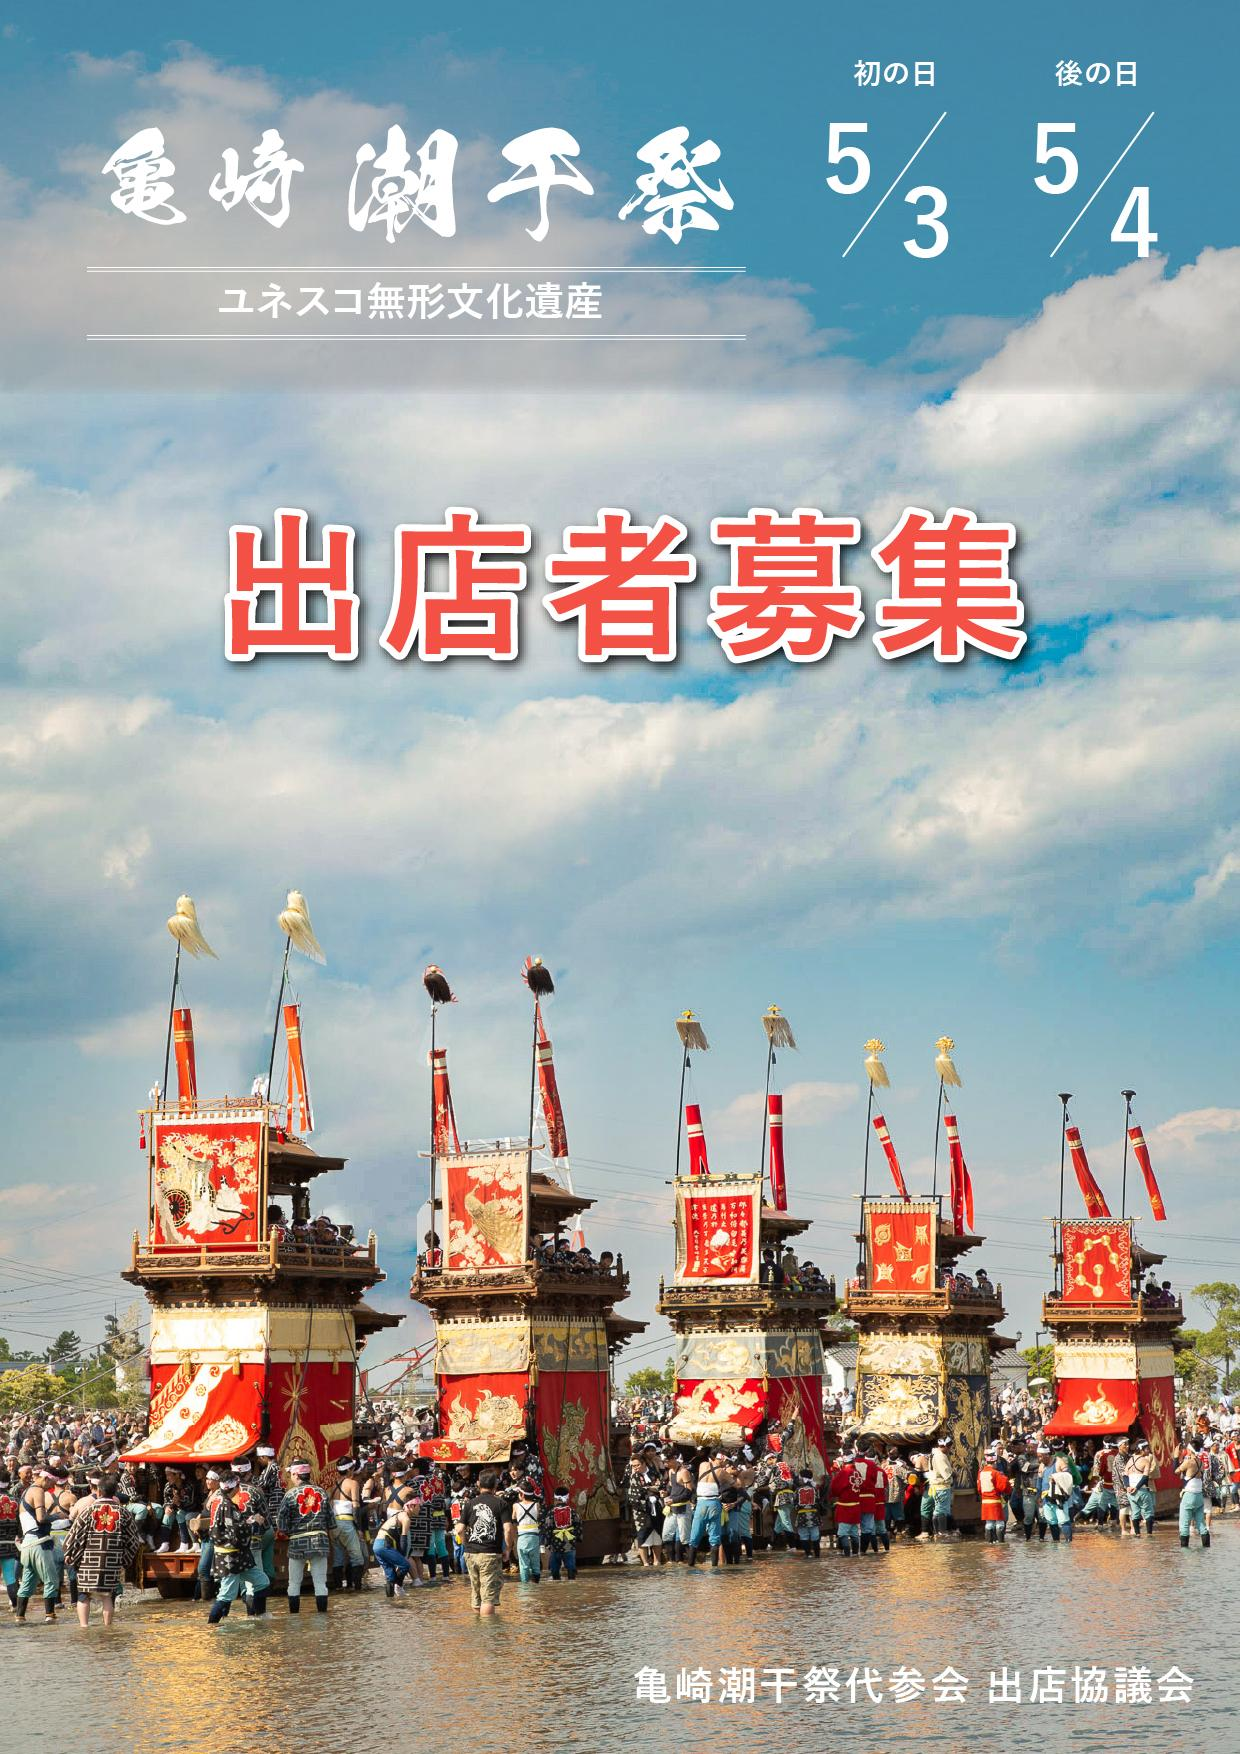 初の日
後の日
亀崎潮干祭
5/3
5/4
ユネスコ無形文化遺産
出店者募集
亀崎潮干祭代参会 出店協議会